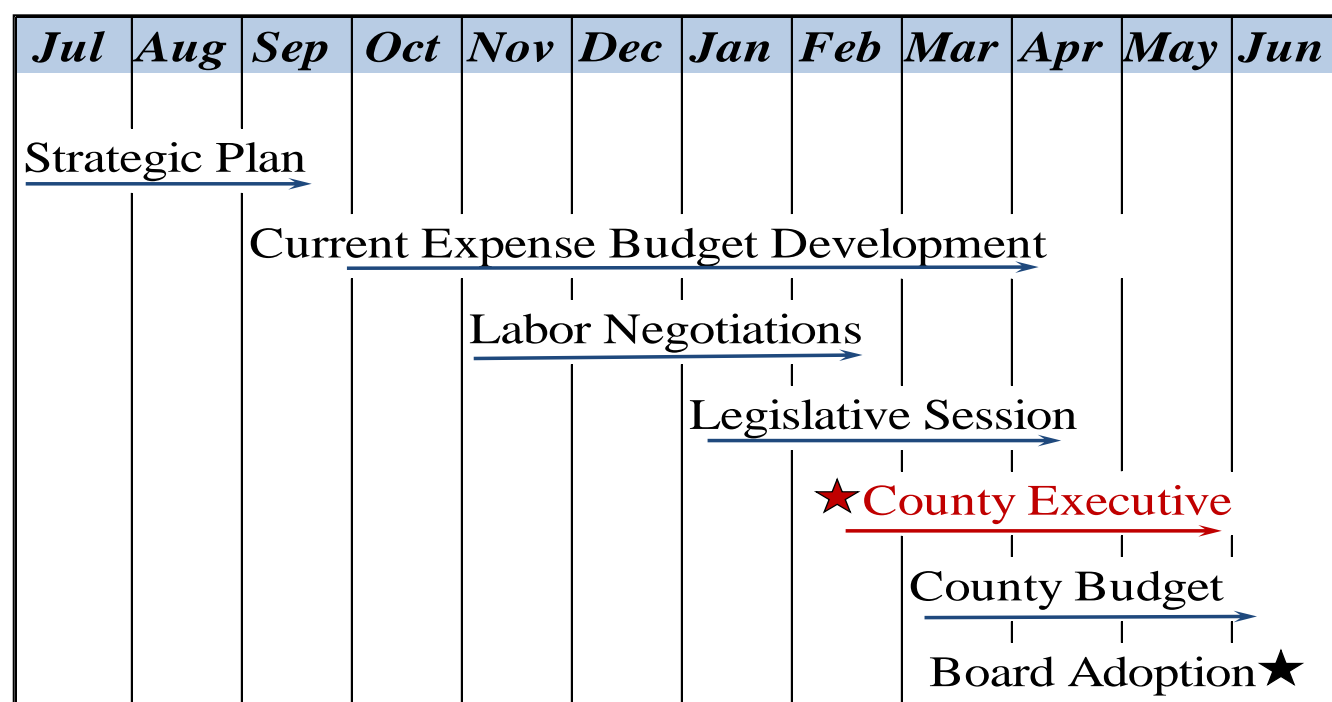 Jul Aug Sep Oct Nov Dec Jan Feb Mar Apr May Jun
Strategic Plan
Current Expense Budget Development
Labor Negotiations
Legislative Session
County Executive
County Budget
Board Adoption